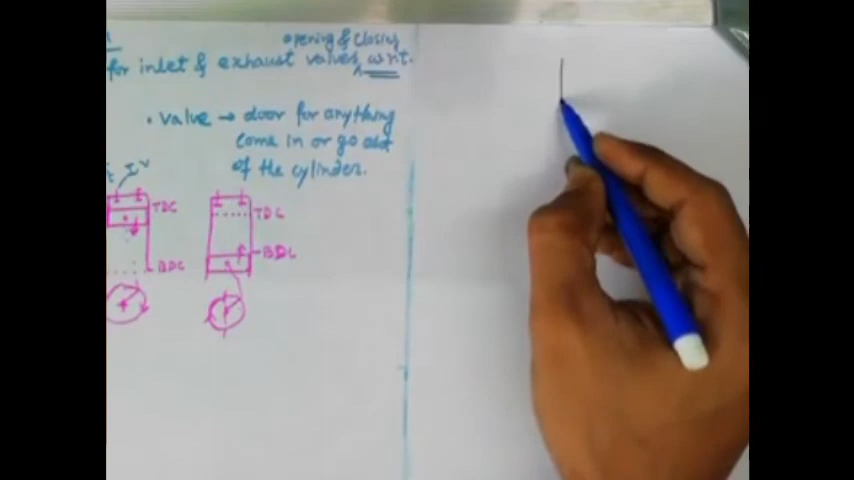 opening & closing
for inlet & exhaust valves w.r.t.
• Valve → door for anything
come in or go out
of the cylinder.
I V
TDC
TDC
BDC
BDC